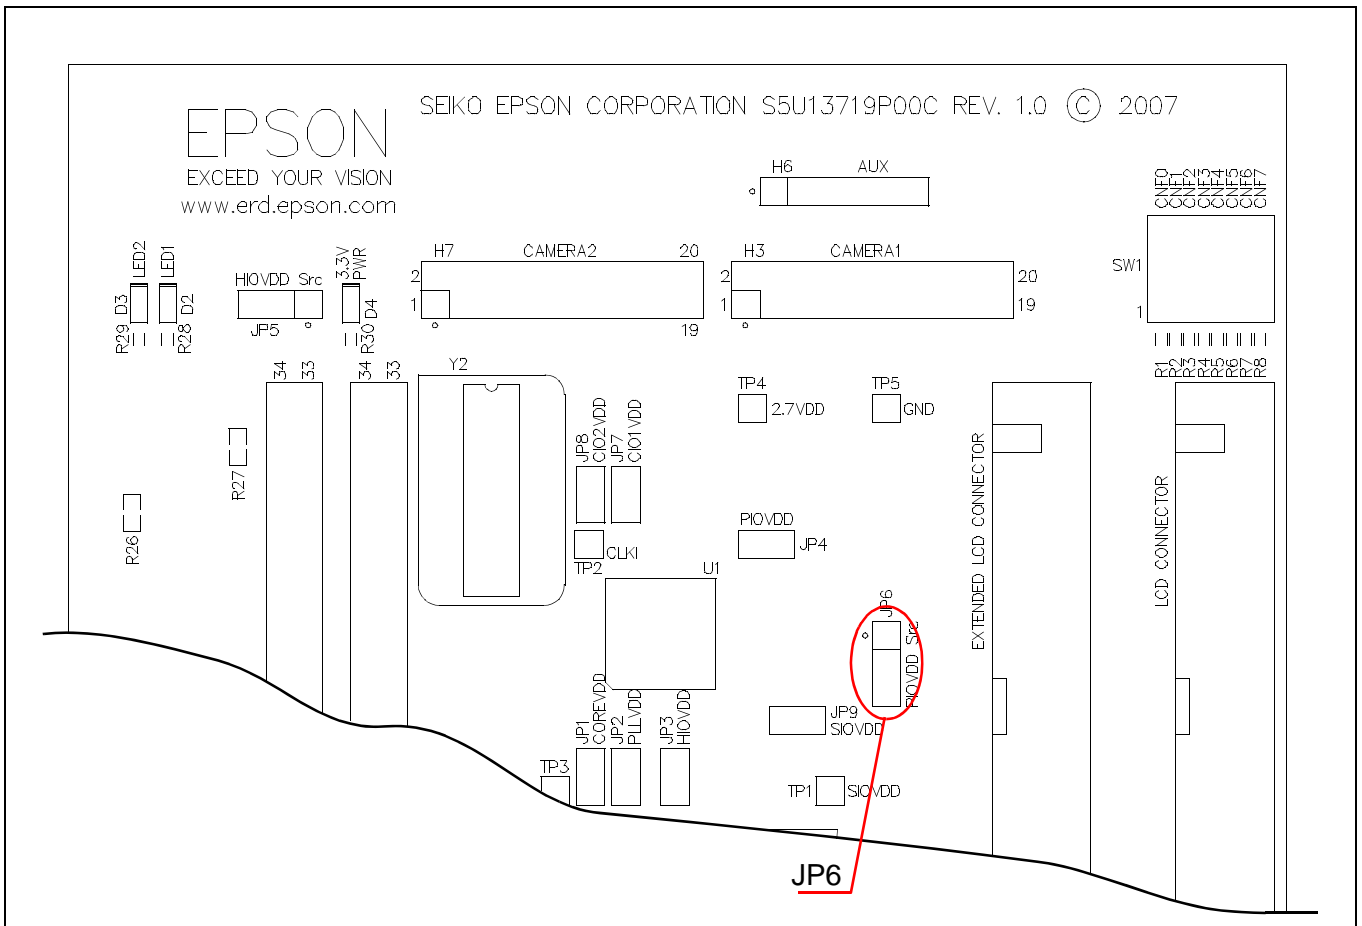 EPSON
EXCEED YOUR VISION
www.erd.epson.com
SEIKO EPSON CORPORATION S5U13719P00C REV. 1.0 © 2007
H6 AUX
CNF0
CNF1
CNF2
CNF3
CNF4
CNF5
CNF6
CNF7
SW1
1
LED2
LED1
D3
D2
R29
R28
HIOVDD Src
JP5
3.3V
PWR
D4
R30
H7 CAMERA2 20
2
1
19
H3 CAMERA1
2
1
20
19
R1
R2
R3
R4
R5
R6
R7
R8
34
33
34
33
Y2
TP4
2.7VDD
TP5
GND
JP8
CIO2VDD
JP7
CIO1VDD
R27
R26
EXTENDED LCD CONNECTOR
LCD CONNECTOR
PIOVDD
JP4
CLKI
TP2
U1
JP6
PIOVDD Src
JP9
SIOVDD
JP1
COREVDD
JP2
PLLVDD
JP3
HIOVDD
TP3
TP1
SIOVDD
JP6